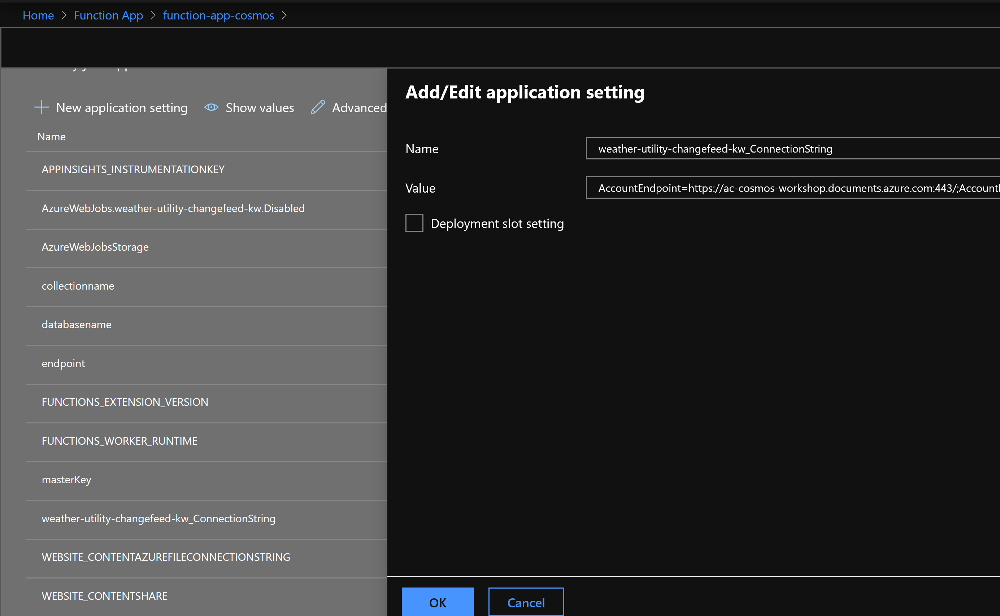 Home > Function App > function-app-cosmos >
New application setting Show values Advanced
Name
APPINSIGHTS_INSTRUMENTATIONKEY
AzureWebJobs.weather-utility-changefeed-kw.Disabled
AzureWebJobsStorage
collectionname
databasename
endpoint
FUNCTIONS_EXTENSION_VERSION
FUNCTIONS_WORKER_RUNTIME
masterKey
weather-utility-changefeed-kw_ConnectionString
WEBSITE_CONTENTAZUREFILECONNECTIONSTRING
WEBSITE_CONTENTSHARE
Add/Edit application setting
Name weather-utility-changefeed-kw_ConnectionString
Value AccountEndpoint=https://ac-cosmos-workshop.documents.azure.com:443/;Account
Deployment slot setting
OK Cancel